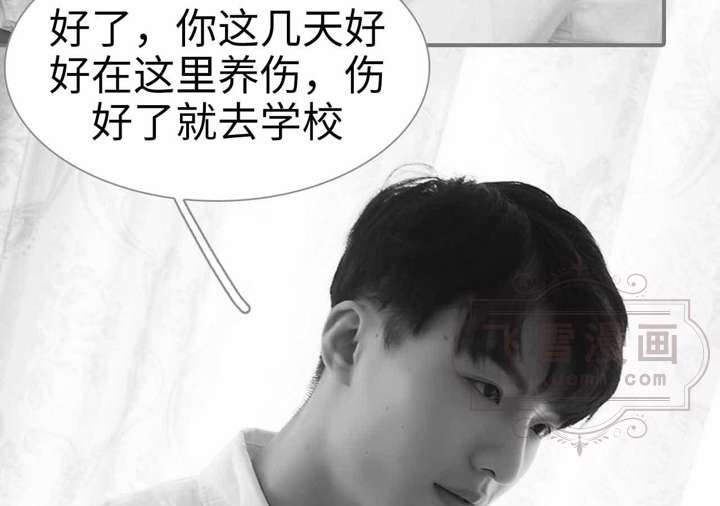 好了，你这几天好
好在这里养伤，伤
好了就去学校
飞雪漫画